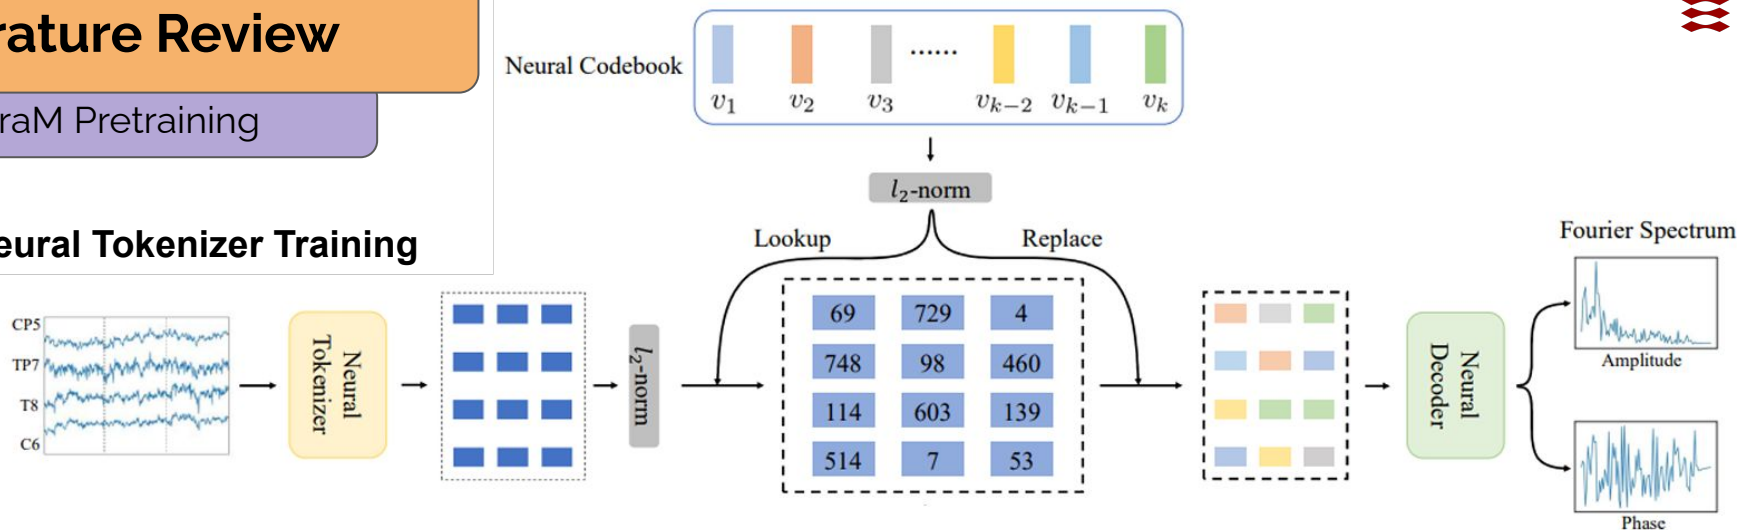 rature Review
raM Pretraining
eural Tokenizer Training
Neural Codebook
v1 v2 v3 ...... vk−2 vk−1 vk
l2-norm
Lookup
Replace
CP5
TP7
T8
C6
Neural
Tokenizer
l2-norm
69 729 4
748 98 460
114 603 139
514 7 53
Neural
Decoder
Fourier Spectrum
Amplitude
Phase